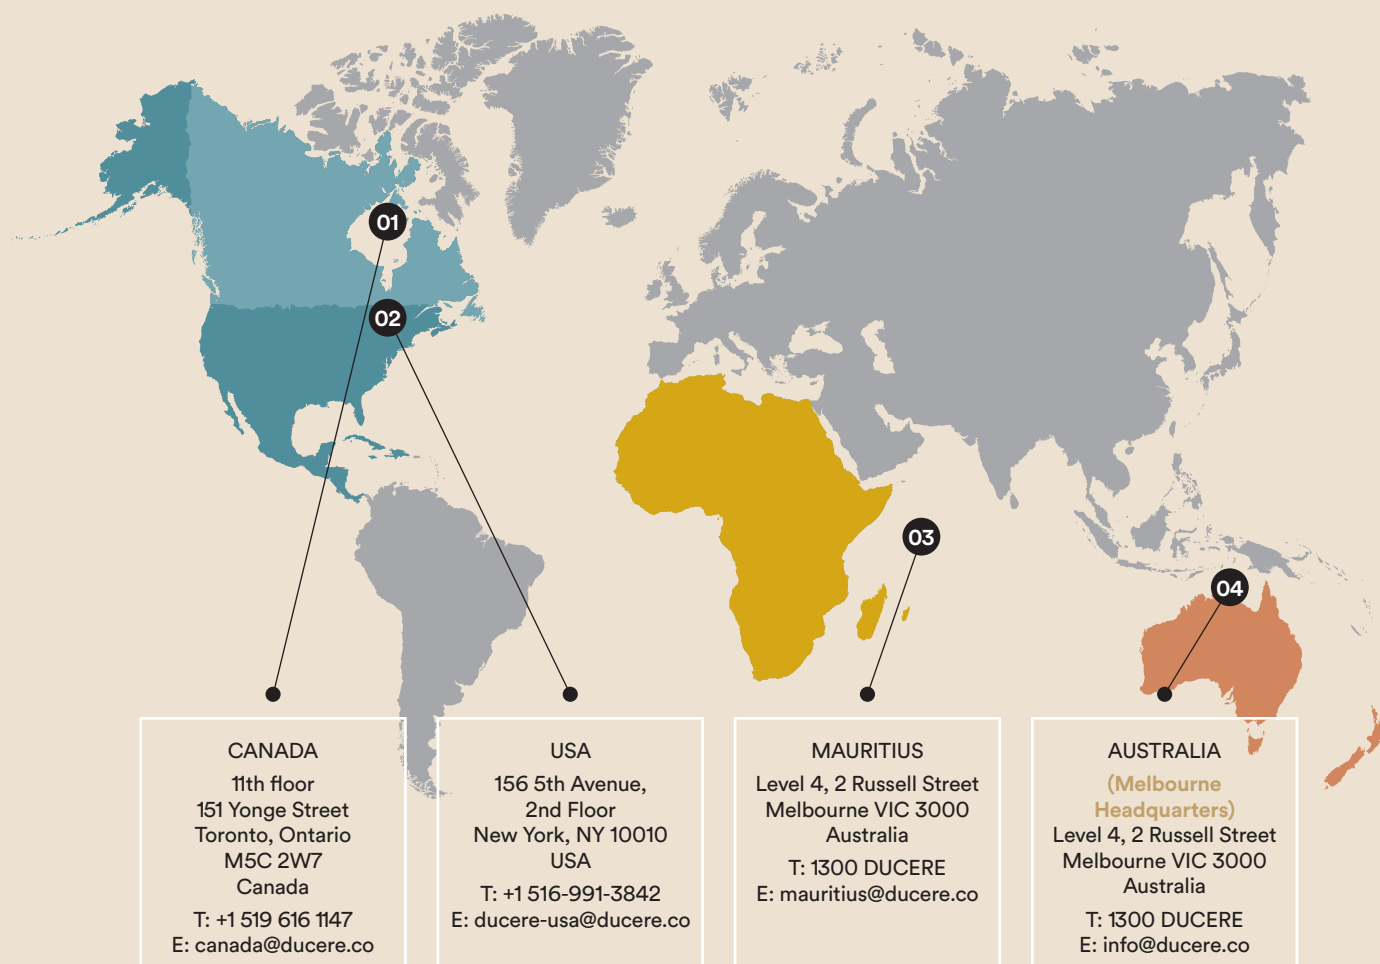 01
02
03
04
CANADA
11th floor
151 Yonge Street
Toronto, Ontario
M5C 2W7
Canada
T: +1 519 616 1147
E: canada@ducere.co
USA
156 5th Avenue,
2nd Floor
New York, NY 10010
USA
T: +1 516-991-3842
E: ducere-usa@ducere.co
MAURITIUS
Level 4, 2 Russell Street
Melbourne VIC 3000
Australia
T: 1300 DUCERE
E: mauritius@ducere.co
AUSTRALIA
(Melbourne
Headquarters)
Level 4, 2 Russell Street
Melbourne VIC 3000
Australia
T: 1300 DUCERE
E: info@ducere.co